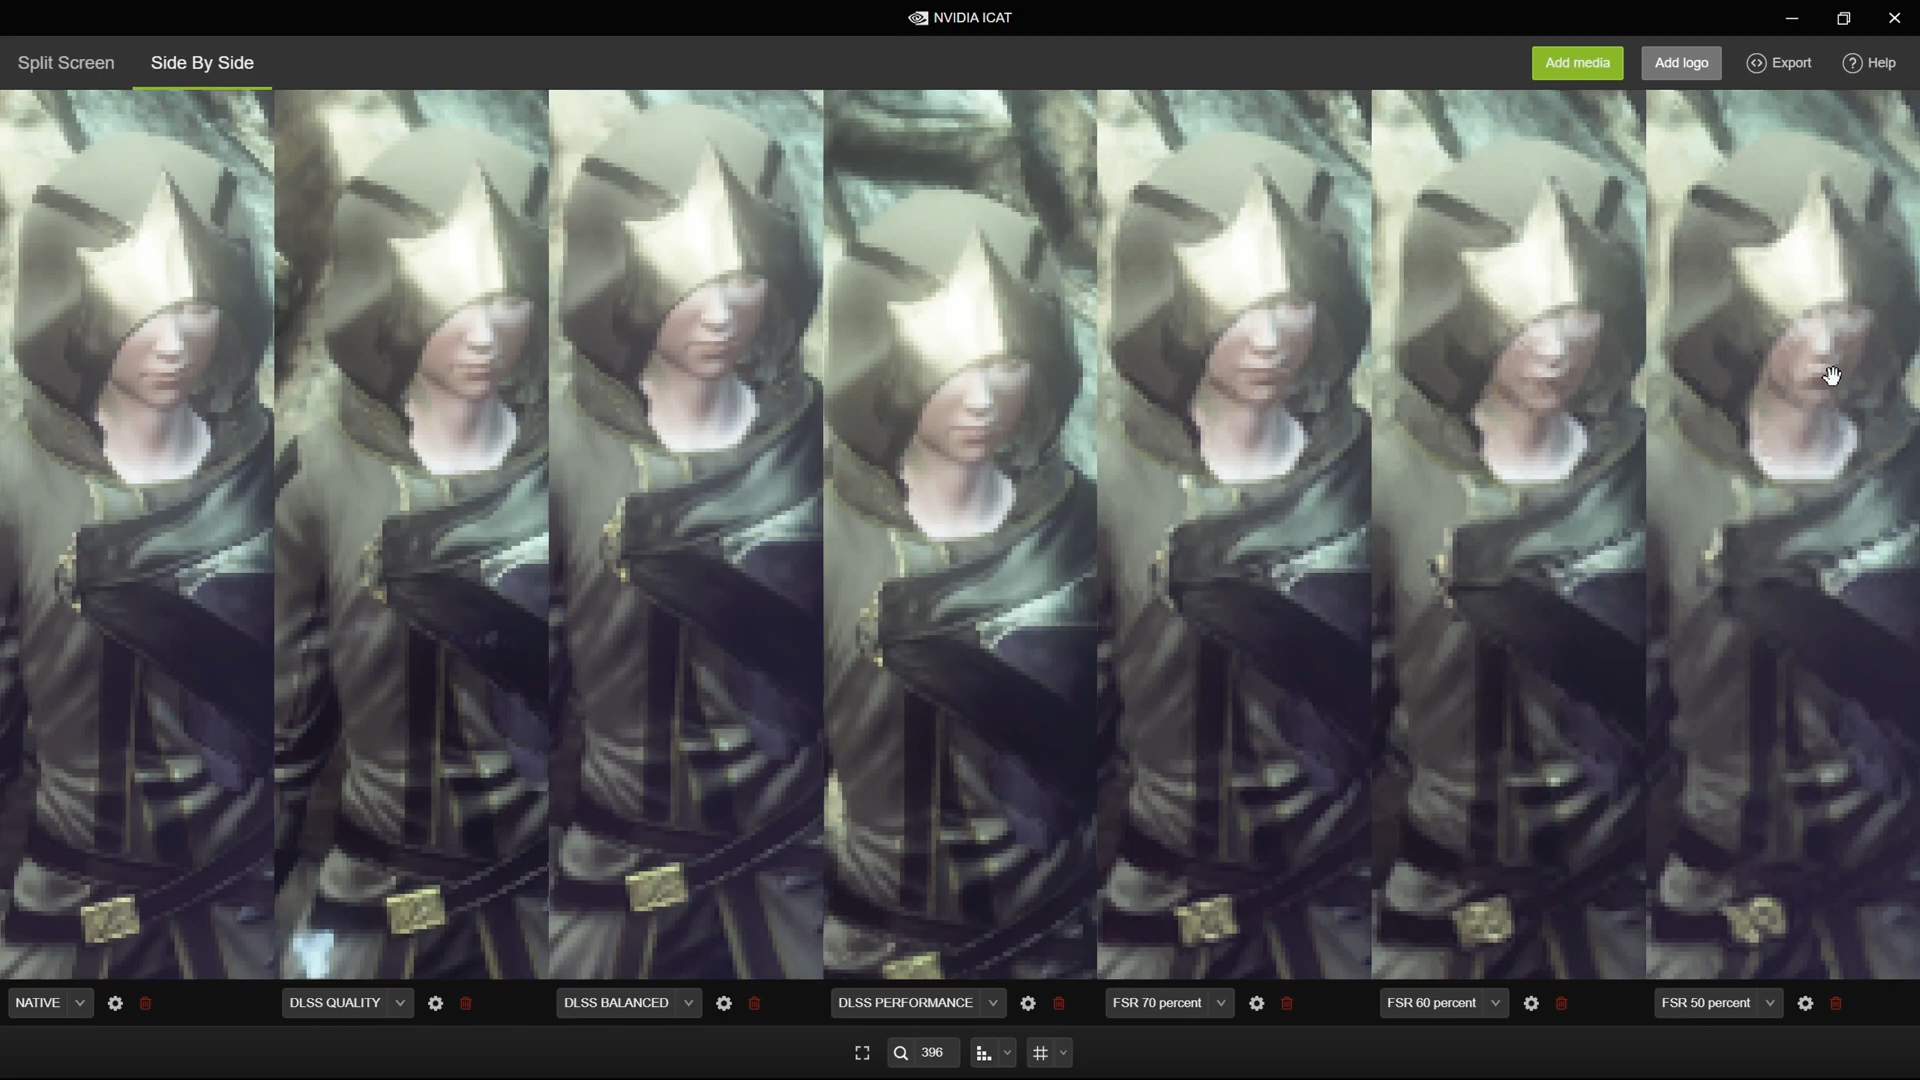 NVIDIA ICAT
Split Screen
Side By Side
Add media
Add logo
Export
Help
NATIVE
DLSS QUALITY
DLSS BALANCED
DLSS PERFORMANCE
FSR 70 percent
FSR 60 percent
FSR 50 percent
396